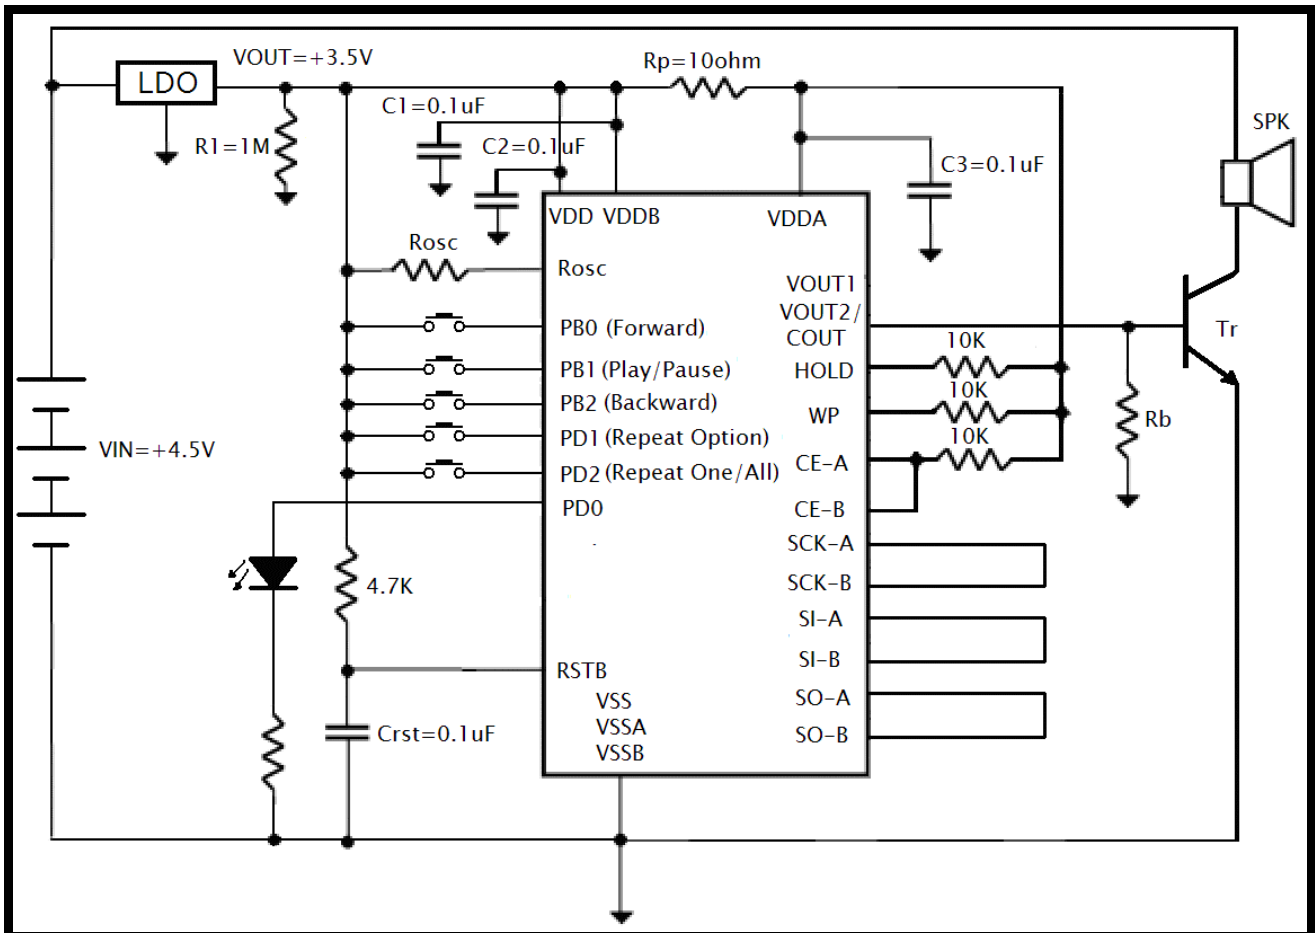 VOUT=+3.5V
LDO
Rp=10ohm
C1=0.1uF
R1=1M
C2=0.1uF
SPK
C3=0.1uF
VDD VDDB
VDDA
Rosc
Rosc
VOUT1
VOUT2/
COUT
PB0 (Forward)
Tr
10K
PB1 (Play/Pause)
HOLD
10K
PB2 (Backward)
WP
Rb
PD1 (Repeat Option)
10K
VIN=+4.5V
PD2 (Repeat One/All)
CE-A
PD0
CE-B
SCK-A
4.7K
SCK-B
SI-A
SI-B
RSTB
VSS
SO-A
VSSA
Crst=0.1uF
SO-B
VSSB